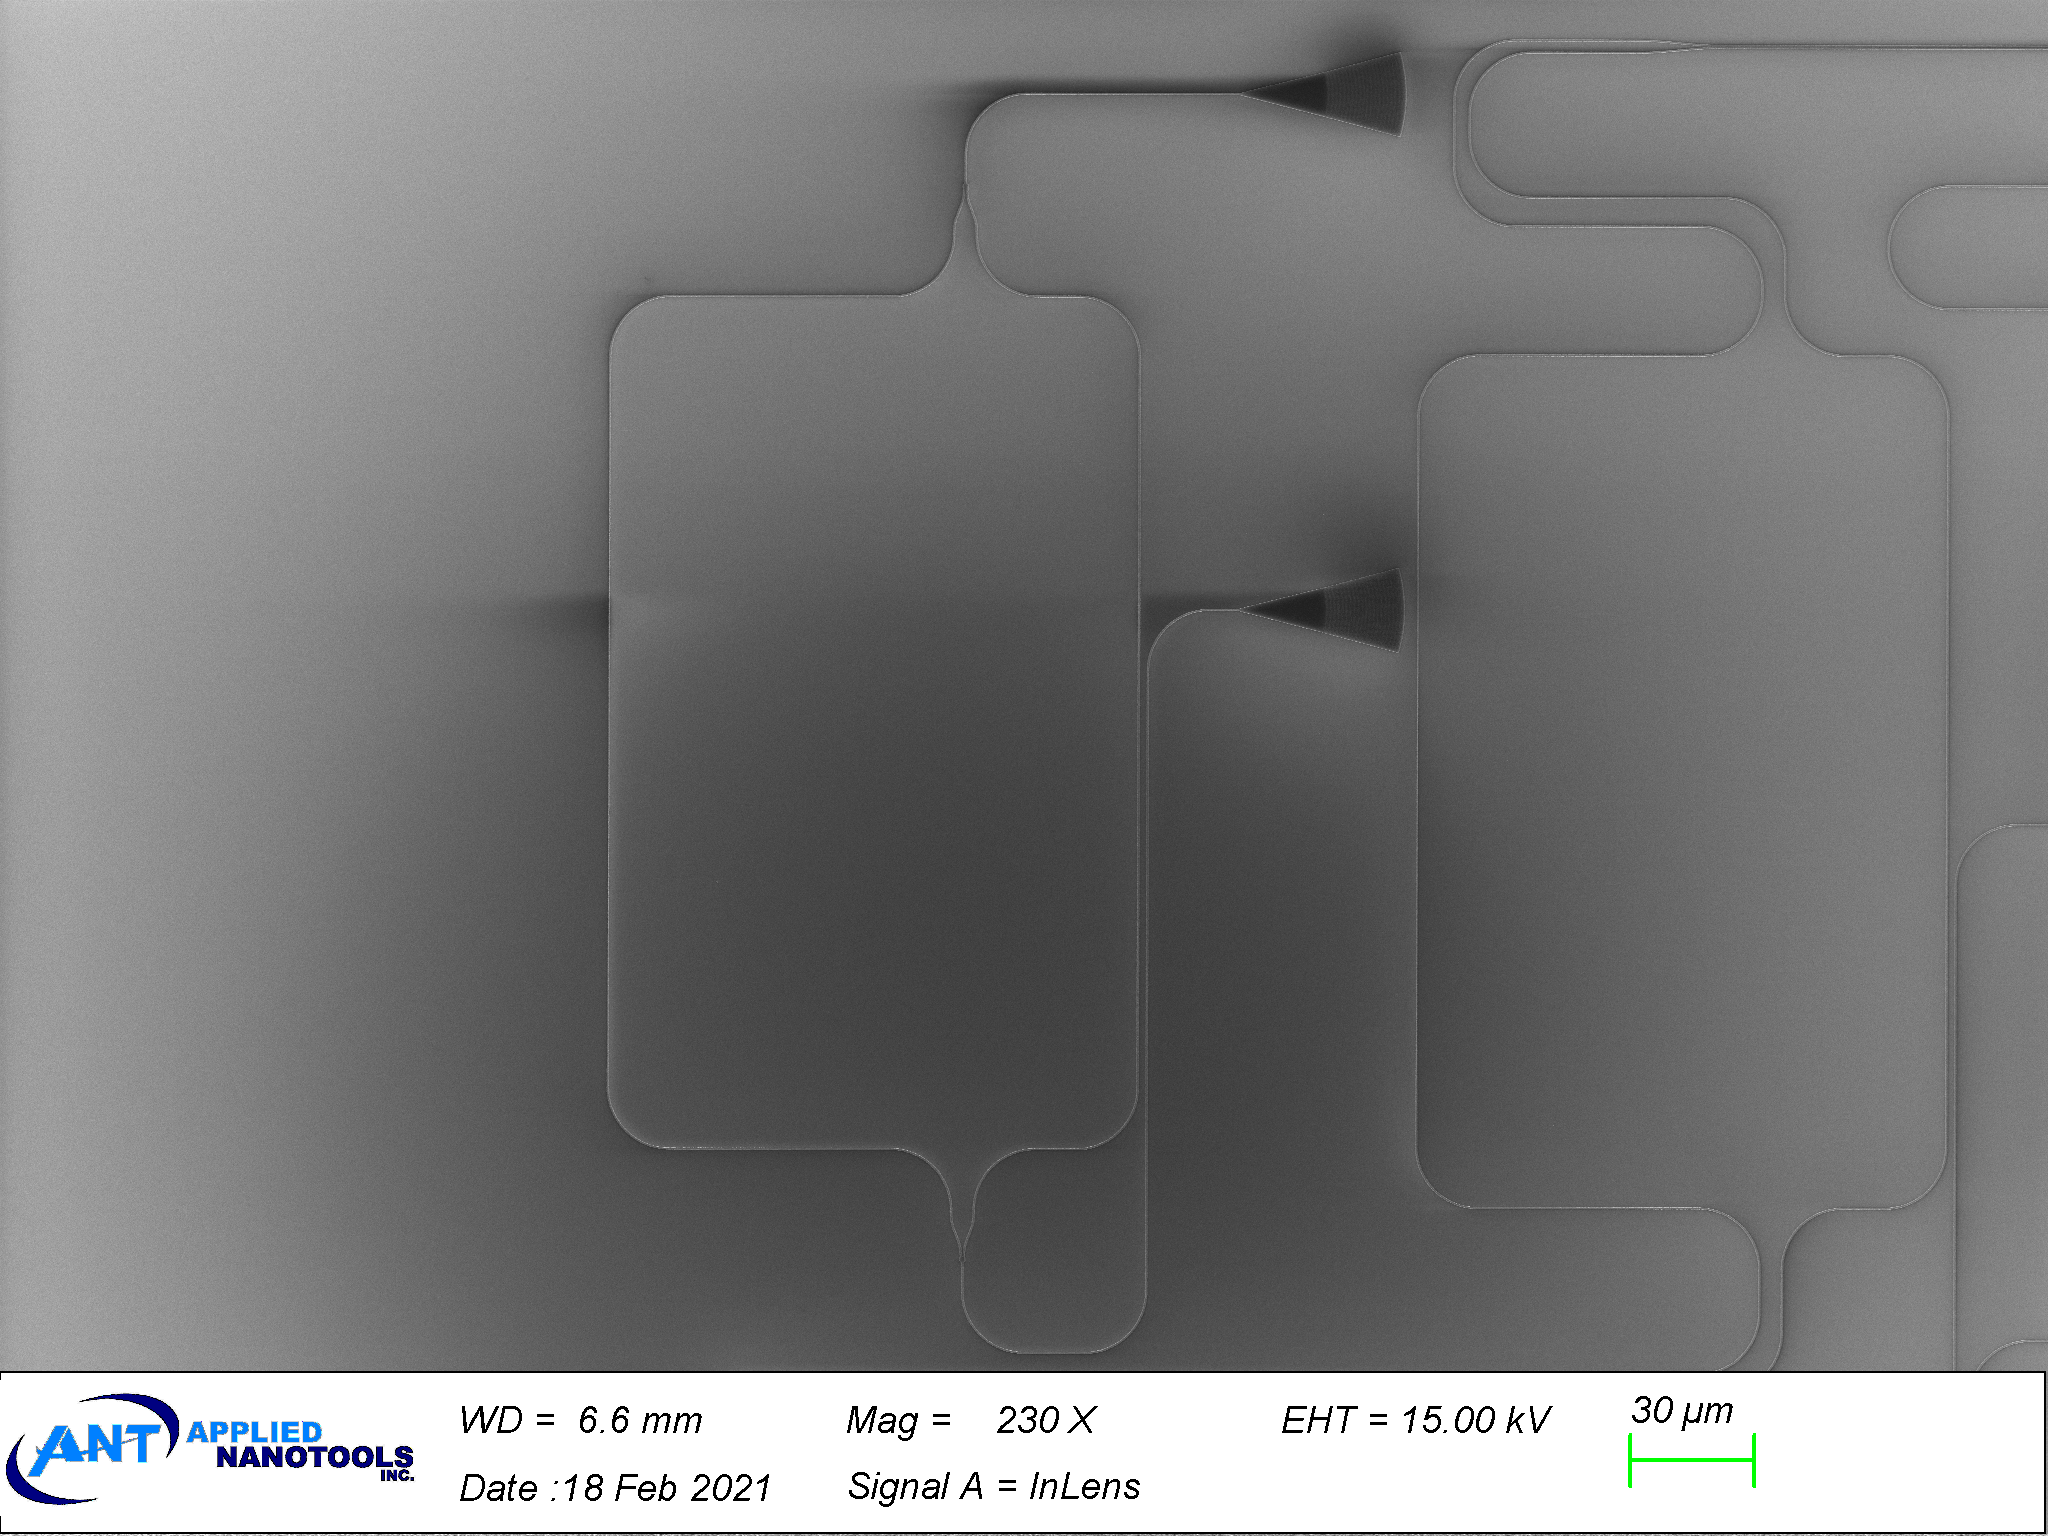 ANT APPLIED
NANOTOOLS
INC.
WD = 6.6 mm
Mag = 230 X
EHT = 15.00 kV
30 µm
Date :18 Feb 2021
Signal A = InLens